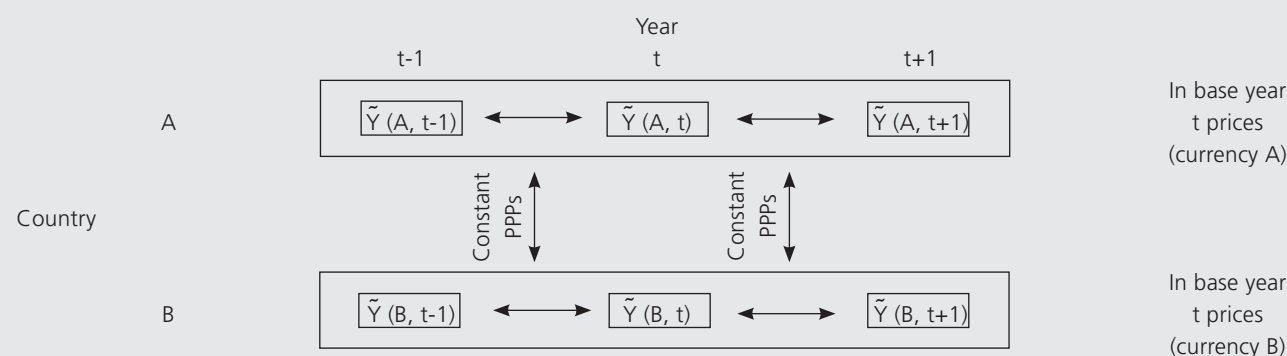 Year
t-1 t t+1
In base year
t prices
(currency A)
A Ỹ (A, t-1) Ỹ (A, t) Ỹ (A, t+1)
Constant
PPPs
Constant
PPPs
Country
In base year
t prices
(currency B)
B Ỹ (B, t-1) Ỹ (B, t) Ỹ (B, t+1)